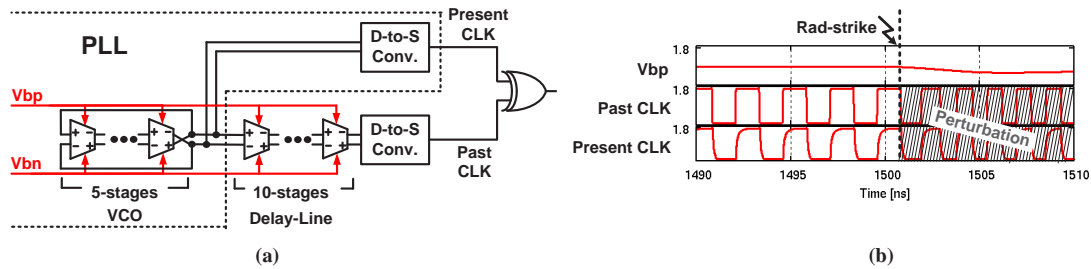 PLL
Present
CLK
D-to-S
Conv.
Vbp
Vbn
+
-
+
-
+
-
+
-
+
-
+
-
+
-
+
-
D-to-S
Conv.
Past
CLK
5-stages
VCO
10-stages
Delay-Line
(a)
Rad-strike
1.8
Vbp
1.8
Past CLK
1.8
Present CLK
Perturbation
1490
1495
1500
1505
1510
Time [ns]
(b)